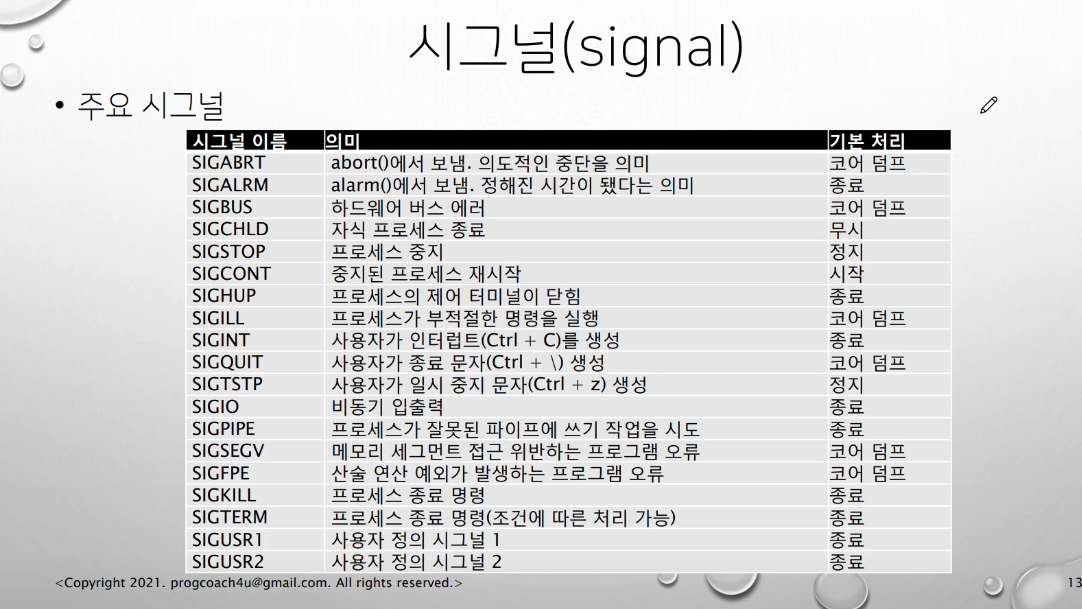 시그널(signal)
• 주요 시그널
시그널 이름 의미 기본 처리
SIGABRT abort()에서 보냄. 의도적인 중단을 의미 코어 덤프
SIGALRM alarm()에서 보냄. 정해진 시간이 됐다는 의미 종료
SIGBUS 하드웨어 버스 에러 코어 덤프
SIGCHLD 자식 프로세스 종료 무시
SIGSTOP 프로세스 중지 정지
SIGCONT 중지된 프로세스 재시작 시작
SIGHUP 프로세스의 제어 터미널이 닫힘 종료
SIGILL 프로세스가 부적절한 명령을 실행 코어 덤프
SIGINT 사용자가 인터럽트(Ctrl + C)를 생성 종료
SIGQUIT 사용자가 종료 문자(Ctrl + \) 생성 코어 덤프
SIGTSTP 사용자가 일시 중지 문자(Ctrl + z) 생성 정지
SIGIO 비동기 입출력 종료
SIGPIPE 프로세스가 잘못된 파이프에 쓰기 작업을 시도 종료
SIGSEGV 메모리 세그먼트 접근 위반하는 프로그램 오류 코어 덤프
SIGFPE 산술 연산 예외가 발생하는 프로그램 오류 코어 덤프
SIGKILL 프로세스 종료 명령 종료
SIGTERM 프로세스 종료 명령(조건에 따른 처리 가능) 종료
SIGUSR1 사용자 정의 시그널 1 종료
SIGUSR2 사용자 정의 시그널 2 종료
<Copyright 2021. progcoach4u@gmail.com. All rights reserved.> 13